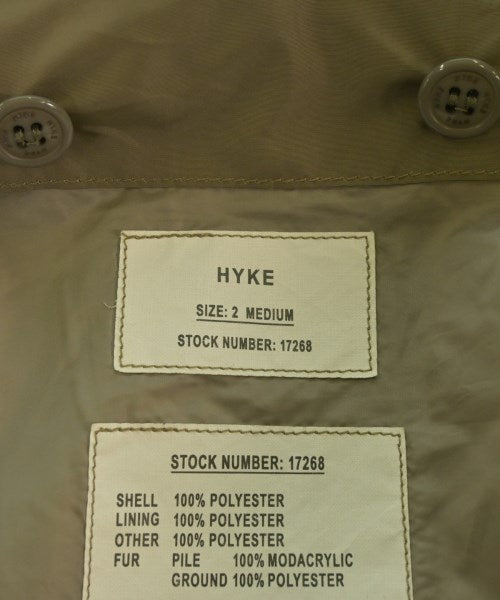 HYKE
SIZE: 2 MEDIUM
STOCK NUMBER: 17268
STOCK NUMBER: 17268
SHELL 100% POLYESTER
LINING 100% POLYESTER
OTHER 100% POLYESTER
FUR PILE 100% MODACRYLIC
GROUND 100% POLYESTER